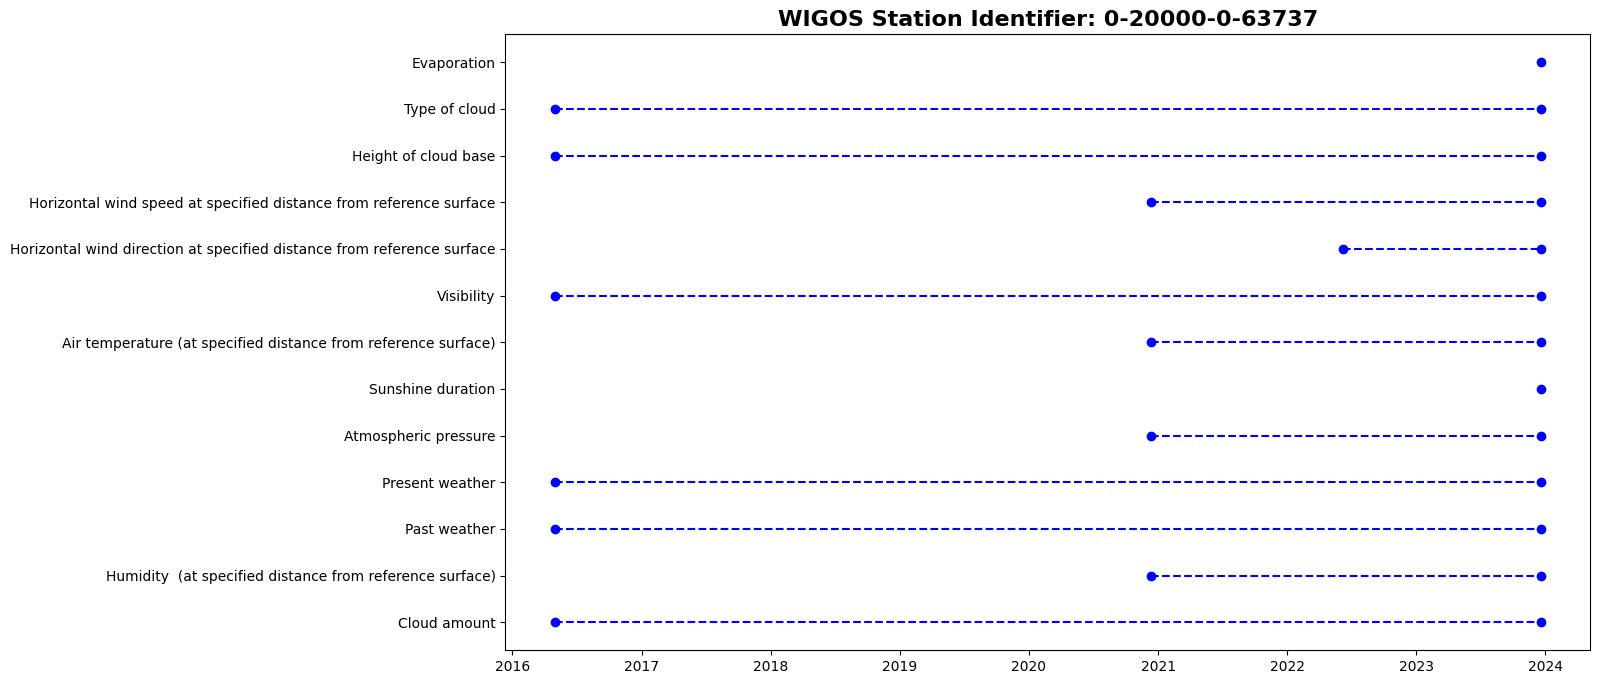 WIGOS Station Identifier: 0-20000-0-63737
Evaporation
Type of cloud
Height of cloud base
Horizontal wind speed at specified distance from reference surface
Horizontal wind direction at specified distance from reference surface
Visibility
Air temperature (at specified distance from reference surface)
Sunshine duration
Atmospheric pressure
Present weather
Past weather
Humidity  (at specified distance from reference surface)
Cloud amount
2016 2017 2018 2019 2020 2021 2022 2023 2024